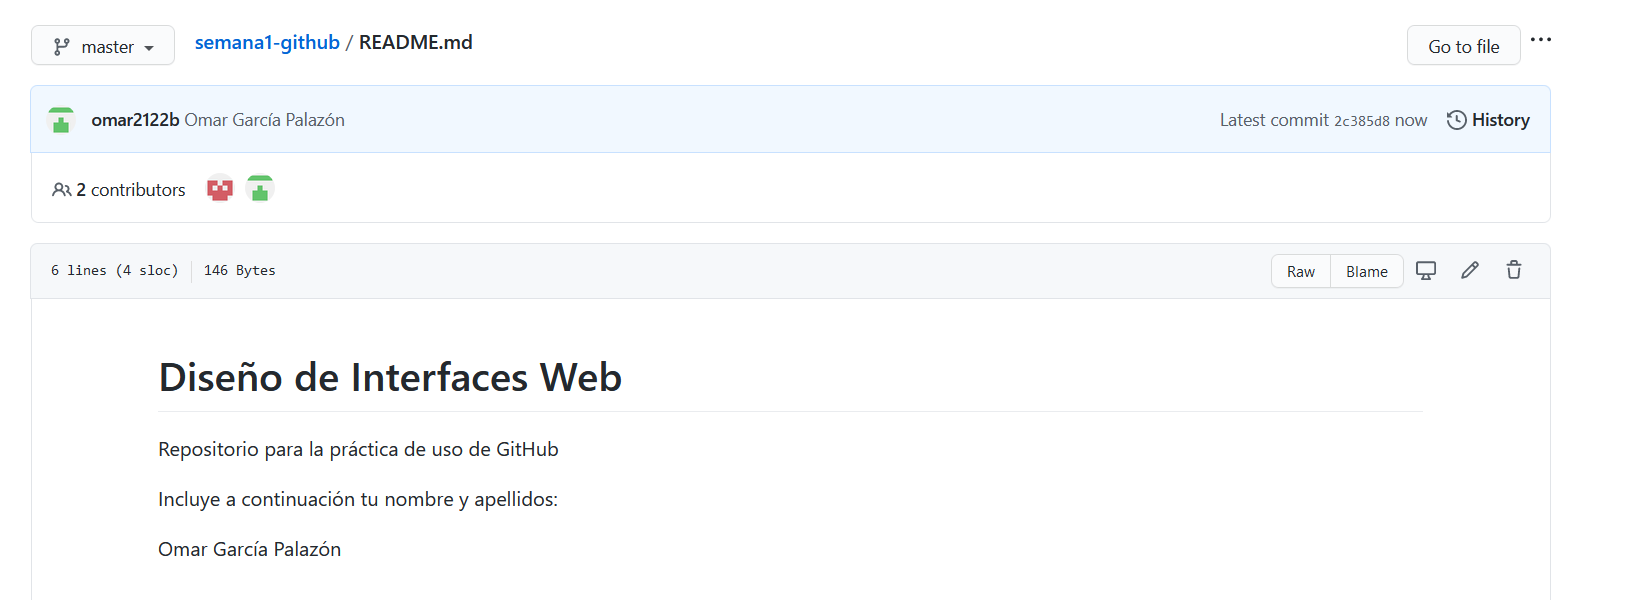 master semana1-github / README.md Go to file ...
omar2122b Omar García Palazón Latest commit 2c385d8 now History
2 contributors
6 lines (4 sloc) 146 Bytes Raw Blame
Diseño de Interfaces Web
Repositorio para la práctica de uso de GitHub
Incluye a continuación tu nombre y apellidos:
Omar García Palazón